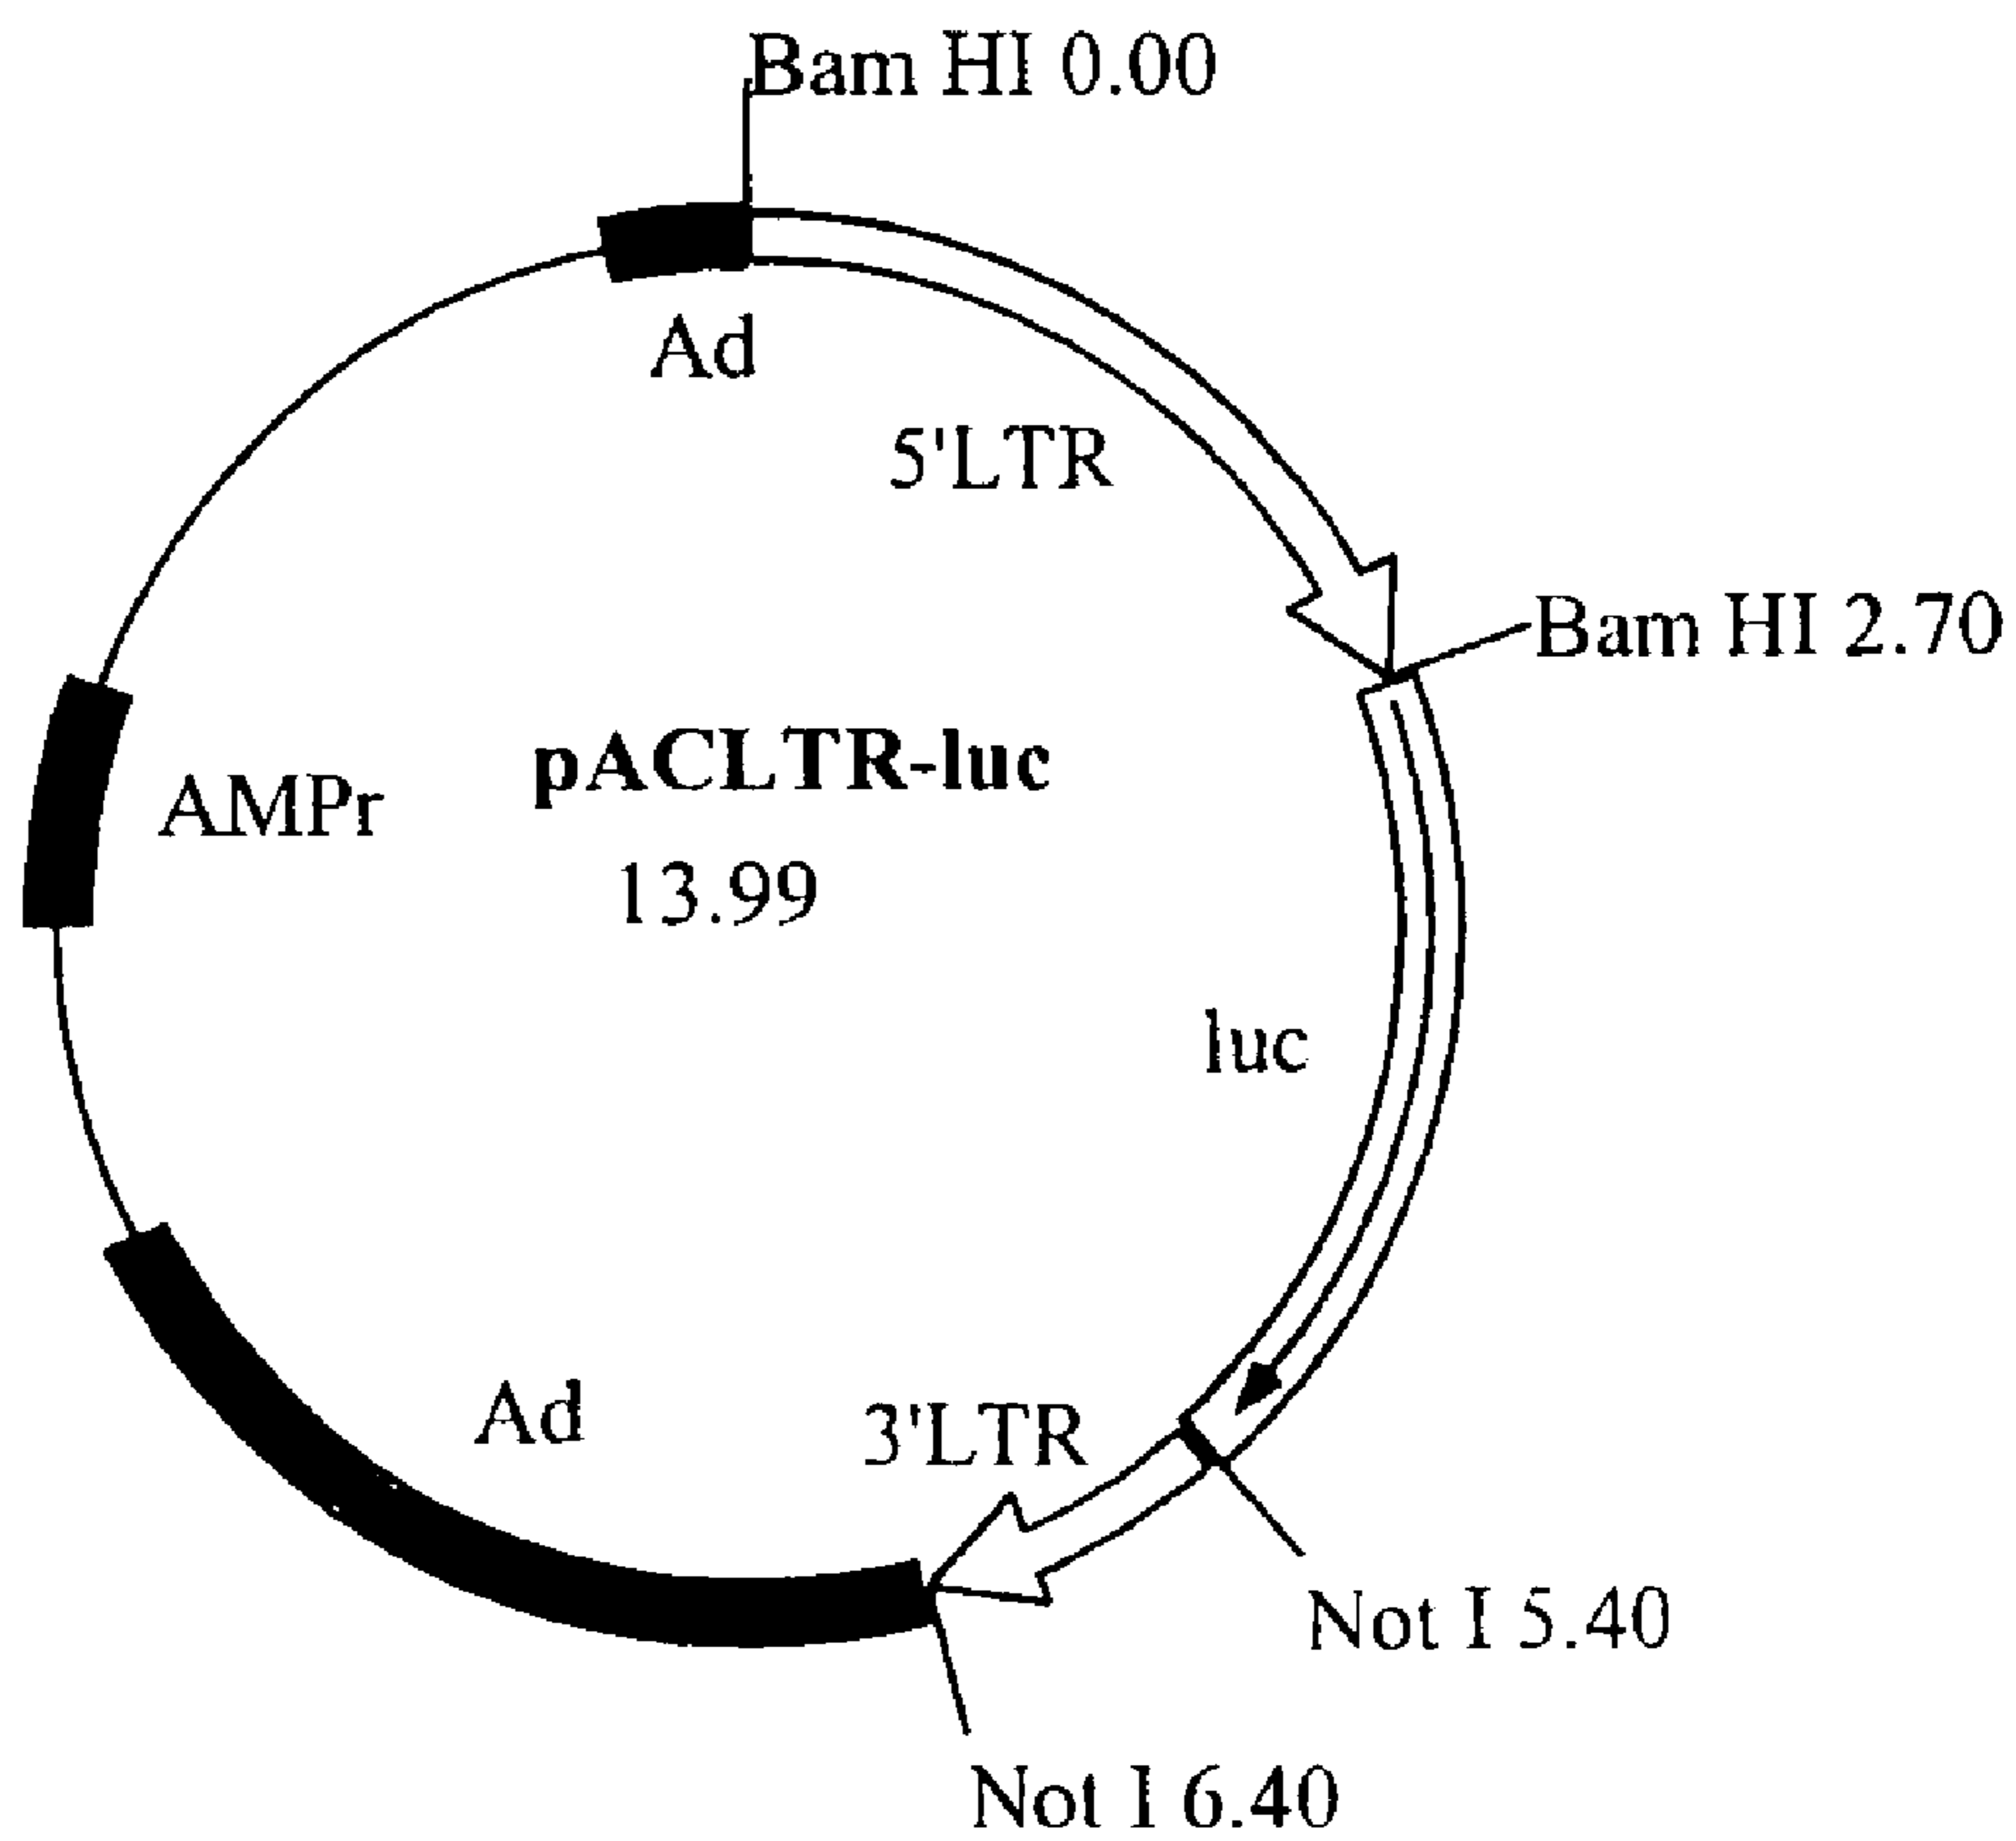 Bam HI 0.00
Ad
5'LTR
Bam HI 2.70
pACLTR-luc
AMPr
13.99
luc
Ad
3'LTR
Not I 5.40
Not I 6.40